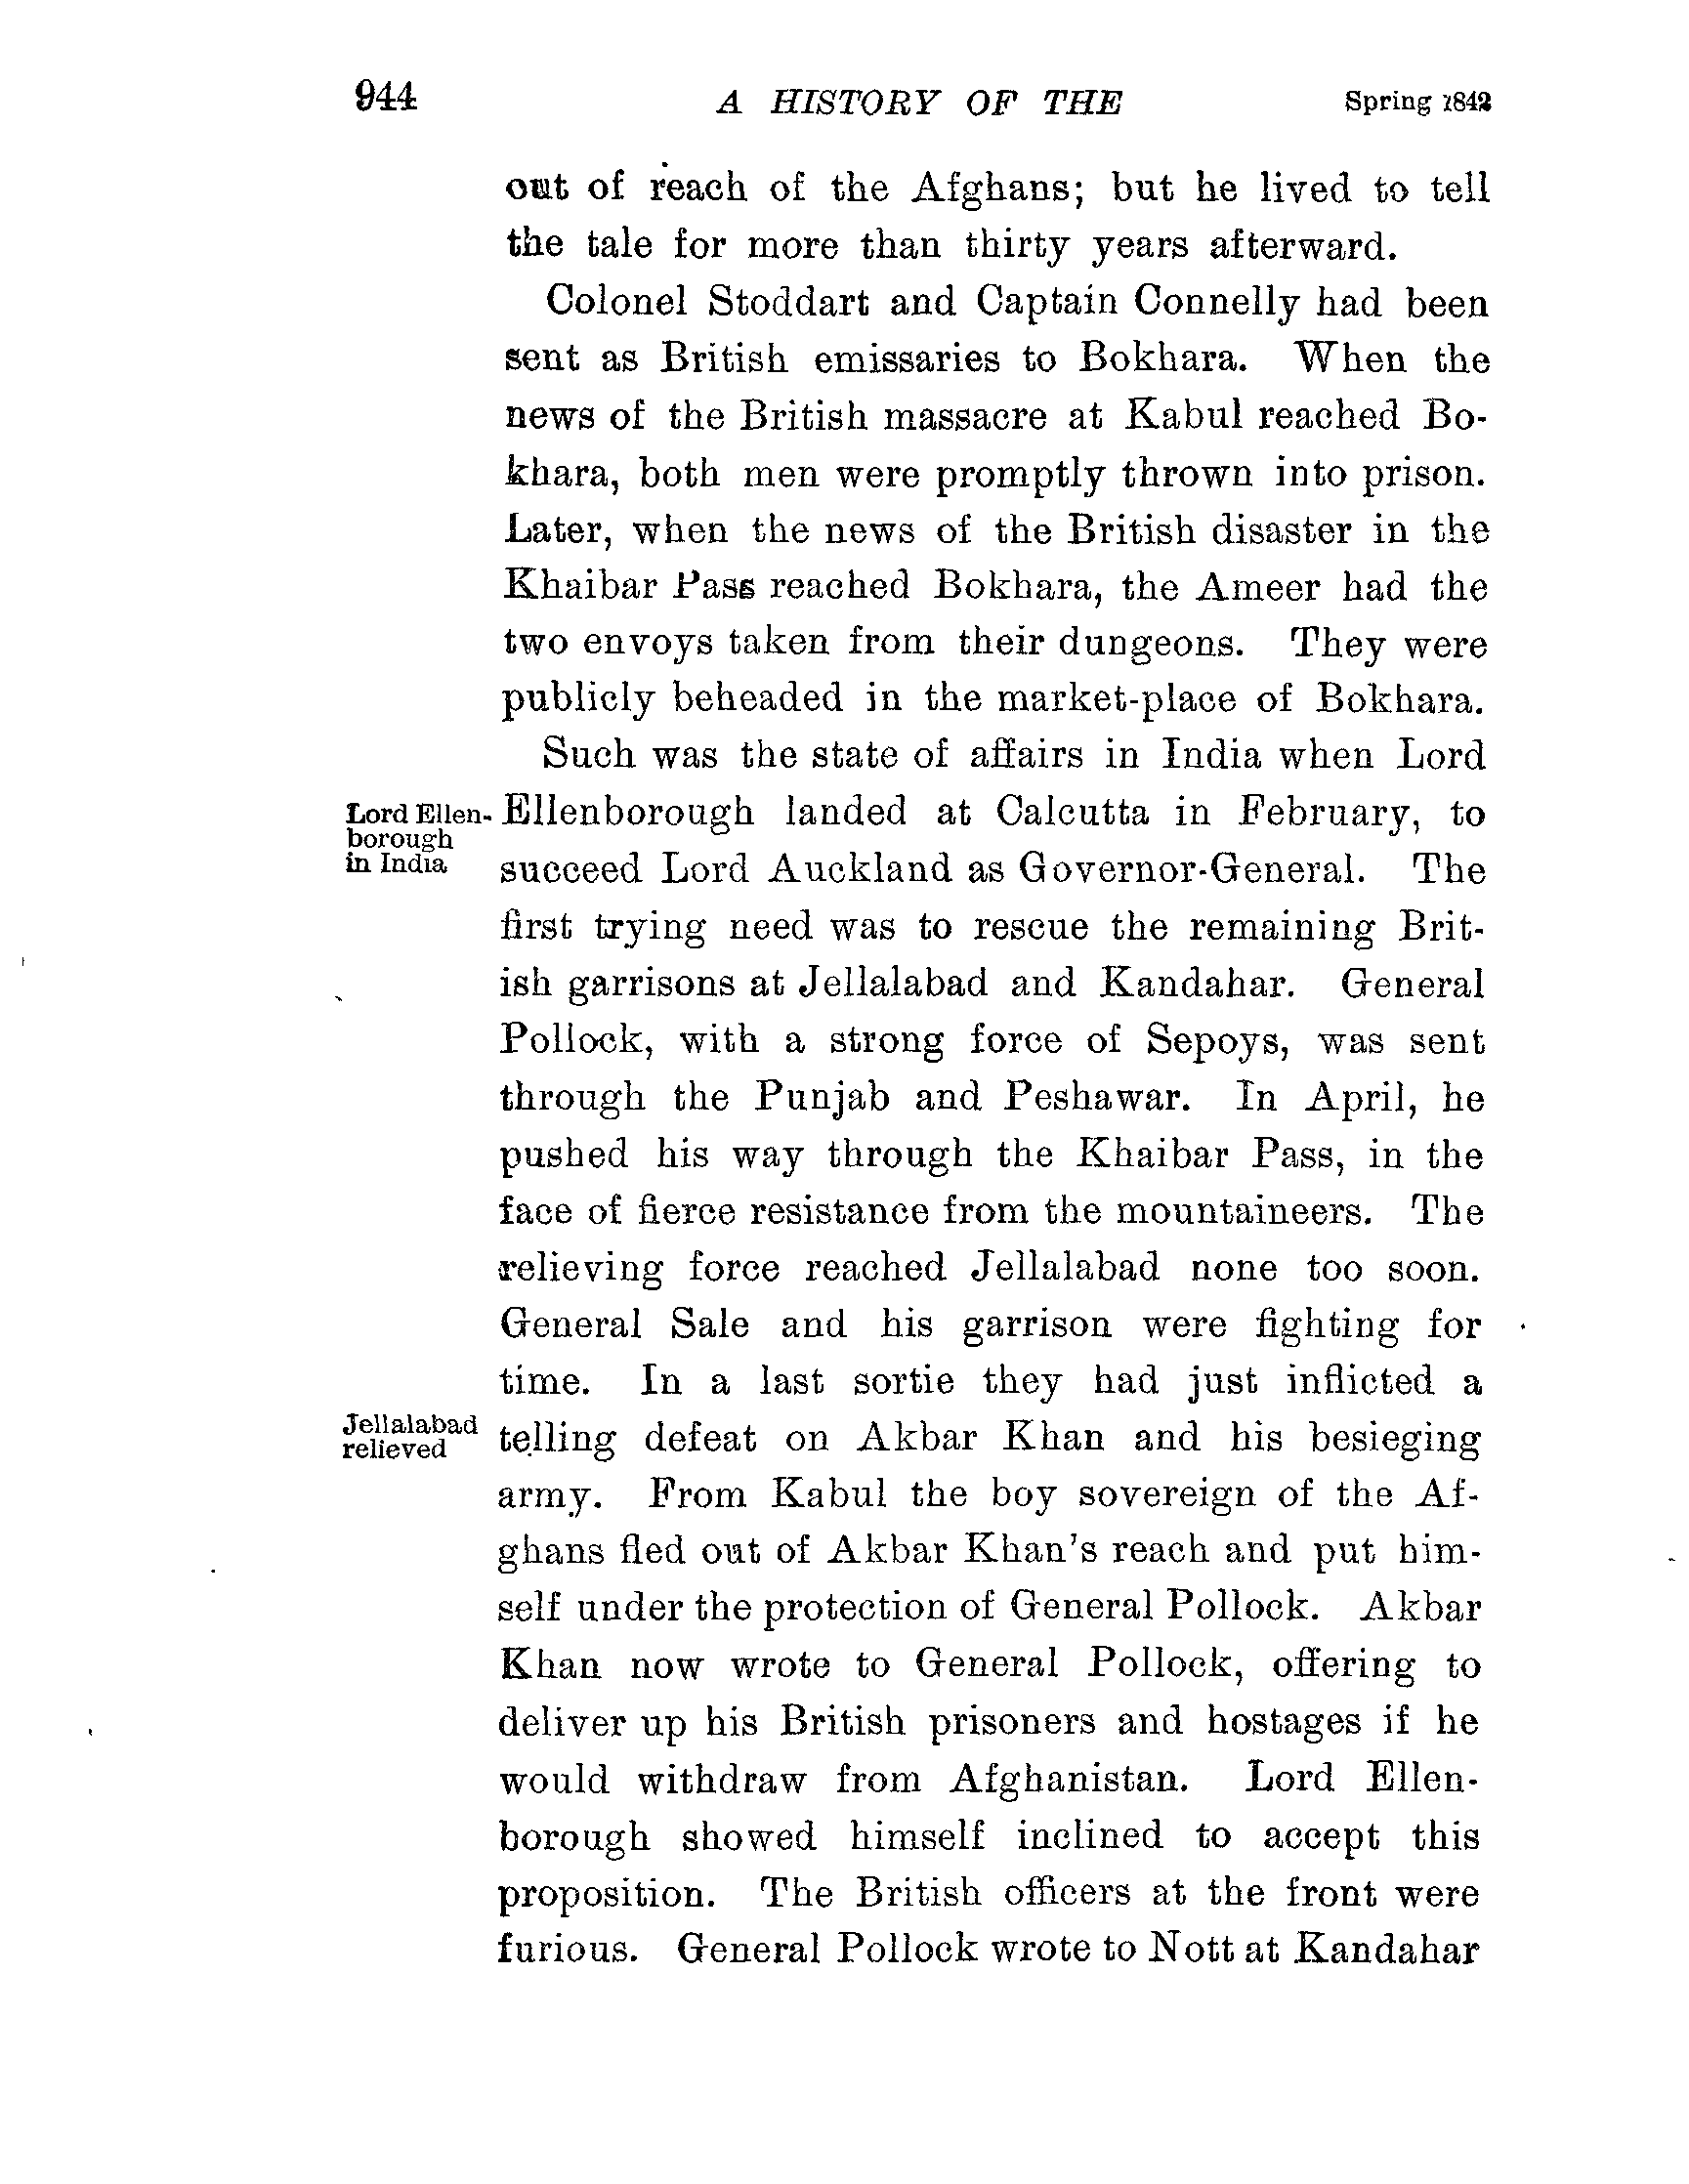 944 A HISTORY OF THE Spring 1842
out of reach of the Afghans; but he lived to tell
the tale for more than thirty years afterward.
Colonel Stoddart and Captain Connelly had been
sent as British emissaries to Bokhara. When the
news of the British massacre at Kabul reached Bo-
khara, both men were promptly thrown into prison.
Later, when the news of the British disaster in the
Khaibar Pass reached Bokhara, the Ameer had the
two envoys taken from their dungeons. They were
publicly beheaded in the market-place of Bokhara.
Such was the state of affairs in India when Lord
Lord Ellen-
borough
in India
Ellenborough landed at Calcutta in February, to
succeed Lord Auckland as Governor-General. The
first trying need was to rescue the remaining Brit-
ish garrisons at Jellalabad and Kandahar. General
Pollock, with a strong force of Sepoys, was sent
through the Punjab and Peshawar. In April, he
pushed his way through the Khaibar Pass, in the
face of fierce resistance from the mountaineers. The
relieving force reached Jellalabad none too soon.
General Sale and his garrison were fighting for
time. In a last sortie they had just inflicted a
Jellalabad
relieved
telling defeat on Akbar Khan and his besieging
army. From Kabul the boy sovereign of the Af-
ghans fled out of Akbar Khan's reach and put him-
self under the protection of General Pollock. Akbar
Khan now wrote to General Pollock, offering to
deliver up his British prisoners and hostages if he
would withdraw from Afghanistan. Lord Ellen-
borough showed himself inclined to accept this
proposition. The British officers at the front were
furious. General Pollock wrote to Nott at Kandahar